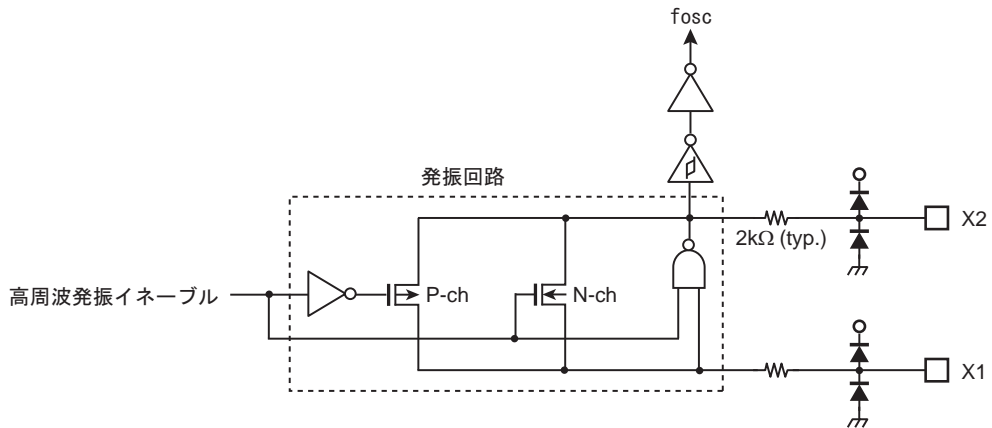 fosc
発振回路
X2
2kΩ (typ.)
高周波発振イネーブル
P-ch
N-ch
X1